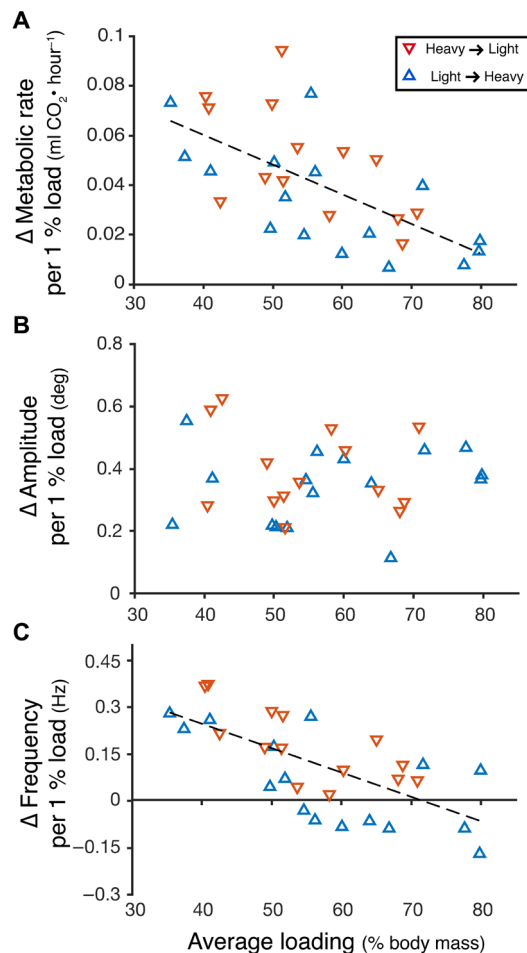 A
Δ Metabolic rate
per 1 % load (ml CO₂• hour⁻¹)
0.1
0.08
0.06
0.04
0.02
0
30 40 50 60 70 80
Heavy → Light
Light → Heavy
B
Δ Amplitude
per 1 % load (deg)
0.8
0.6
0.4
0.2
0
30 40 50 60 70 80
C
Δ Frequency
per 1 % load (Hz)
0.45
0.3
0.15
0
−0.15
−0.3
30 40 50 60 70 80
Average loading (% body mass)